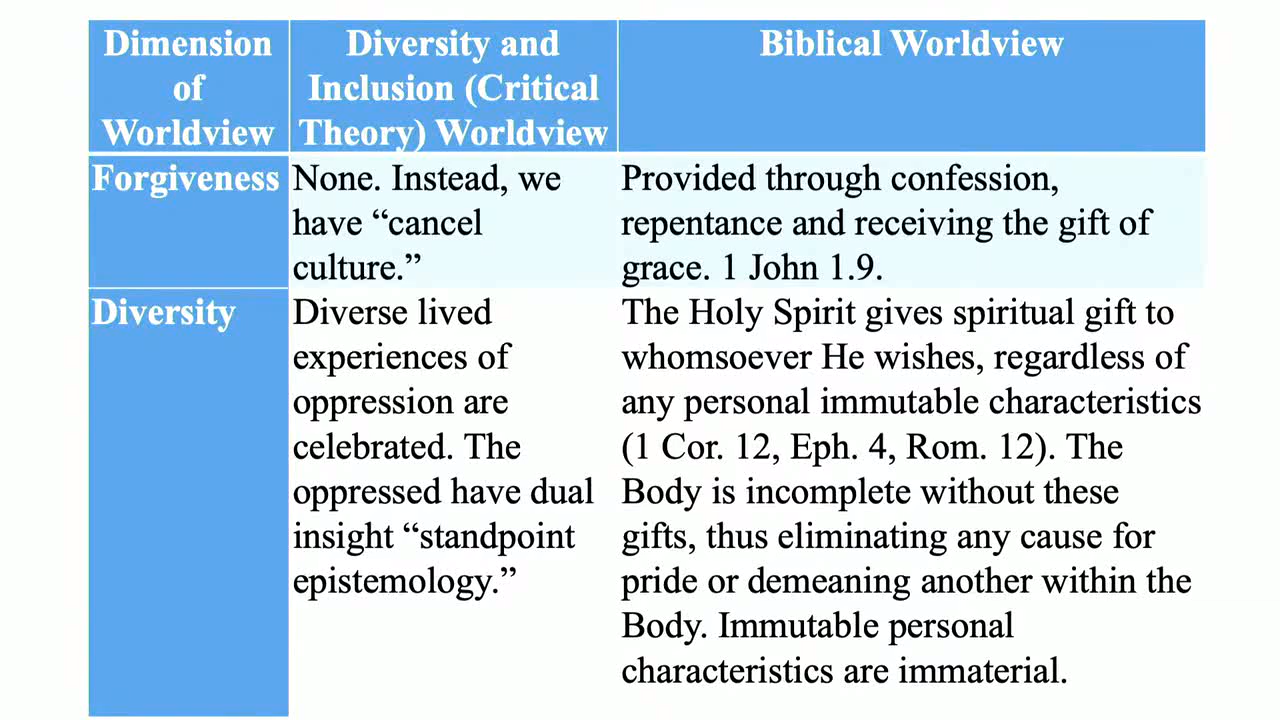 Dimension
of
Worldview
Diversity and
Inclusion (Critical
Theory) Worldview
Biblical Worldview
Forgiveness
None. Instead, we
have “cancel
culture.”
Provided through confession,
repentance and receiving the gift of
grace. 1 John 1.9.
Diversity
Diverse lived
experiences of
oppression are
celebrated. The
oppressed have dual
insight “standpoint
epistemology.”
The Holy Spirit gives spiritual gift to
whomsoever He wishes, regardless of
any personal immutable characteristics
(1 Cor. 12, Eph. 4, Rom. 12). The
Body is incomplete without these
gifts, thus eliminating any cause for
pride or demeaning another within the
Body. Immutable personal
characteristics are immaterial.